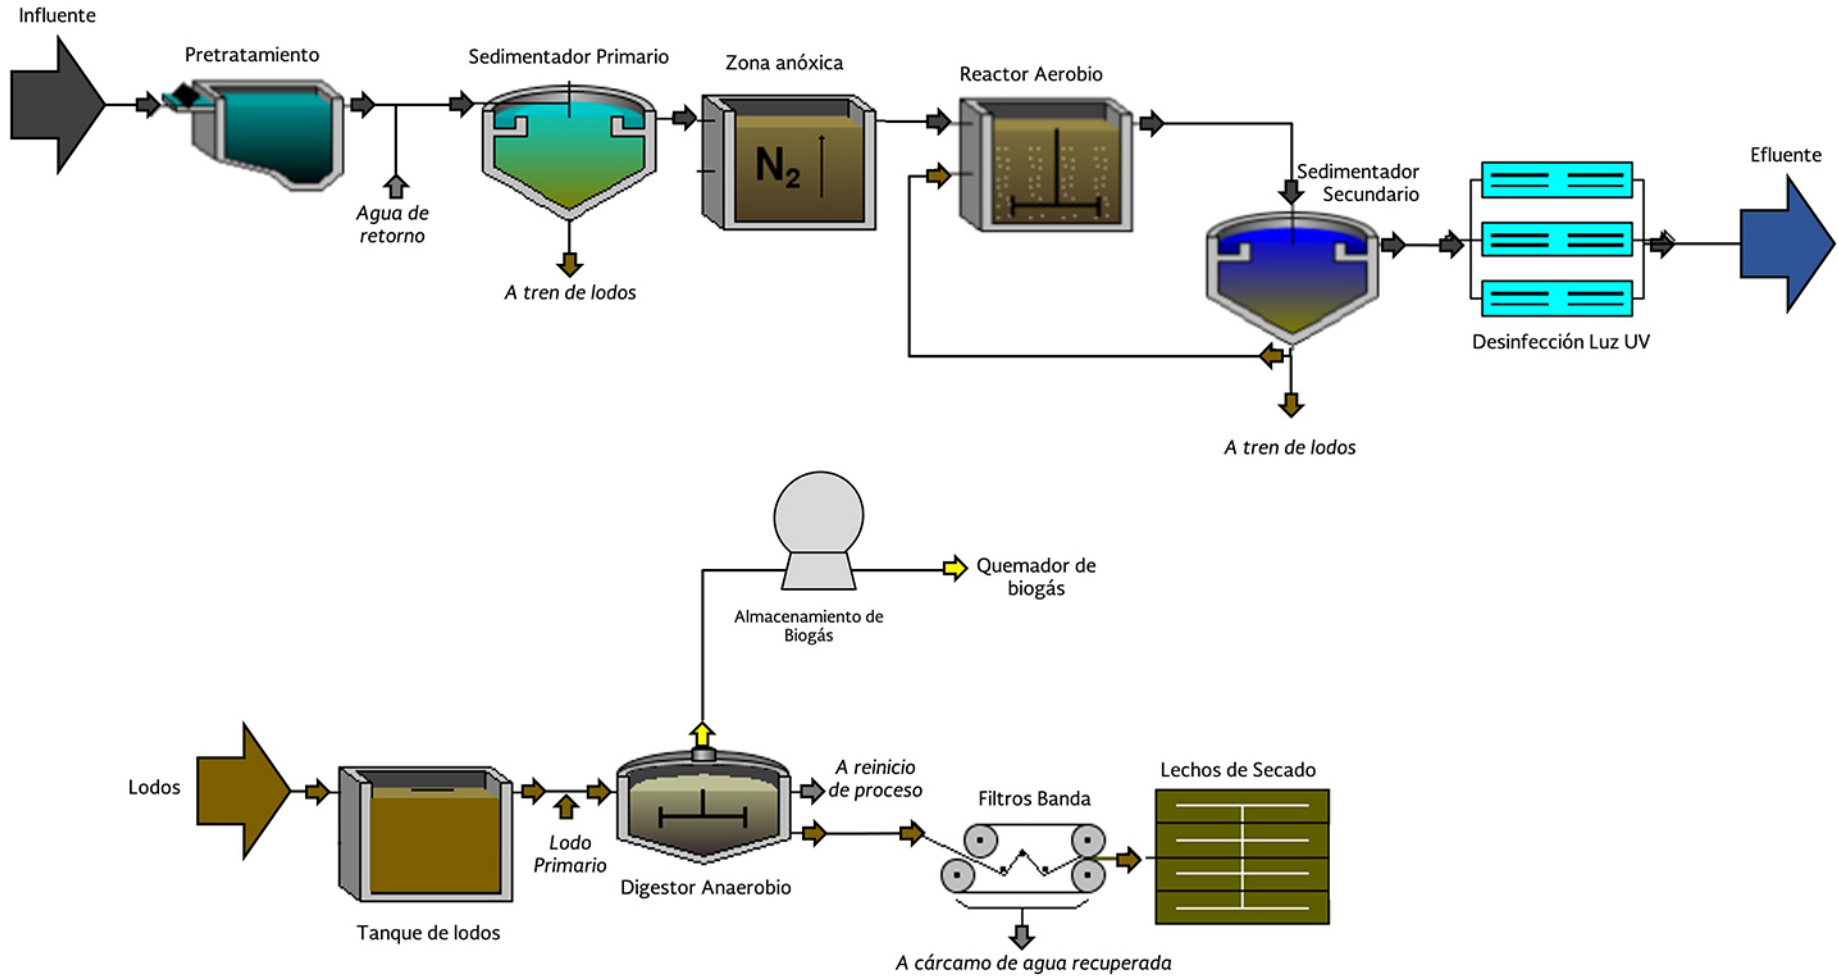 Influente
Pretratamiento
Sedimentador Primario
Zona anóxica
Reactor Aerobio
N2
Agua de
retorno
A tren de lodos
Sedimentador
Secundario
Efluente
Desinfección Luz UV
A tren de lodos
Quemador de
biogás
Almacenamiento de
Biogás
Lodos
Tanque de lodos
Lodo
Primario
Digestor Anaerobio
A reinicio
de proceso
Filtros Banda
Lechos de Secado
A cárcamo de agua recuperada